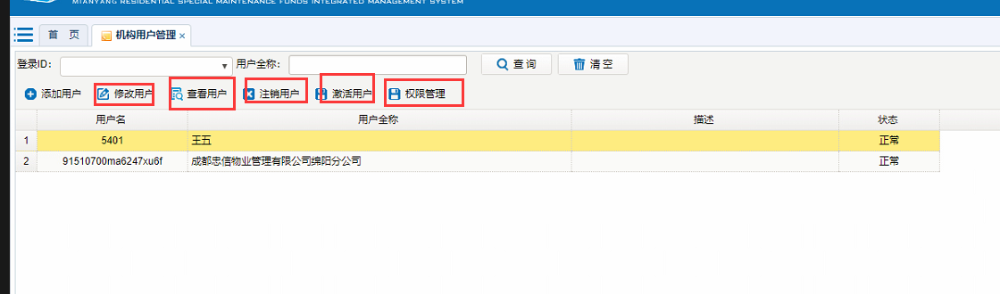 MIANYANG RESIDENTIAL SPECIAL MAINTENANCE FUNDS INTEGRATED MANAGEMENT SYSTEM
首 页 机构用户管理 ×
登录ID: 用户全称: 查 询 清 空
添加用户 修改用户 查看用户 注销用户 激活用户 权限管理
用户名 用户全称 描述 状态
1 5401 王五 正常
2 91510700ma6247xu6f 成都忠信物业管理有限公司绵阳分公司 正常